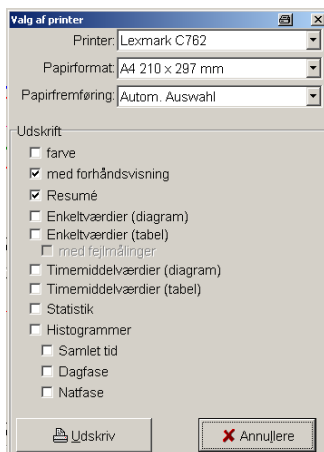 Valg af printer
Printer: Lexmark C762
Papirformat: A4 210 x 297 mm
Papirfremføring: Autom. Auswahl
Udskrift
farve
med forhåndsvisning
Resumé
Enkeltværdier (diagram)
Enkeltværdier (tabel)
med fejlmålinger
Timemiddelværdier (diagram)
Timemiddelværdier (tabel)
Statistik
Histogrammer
Samlet tid
Dagfase
Natfase
Udskriv Annullere